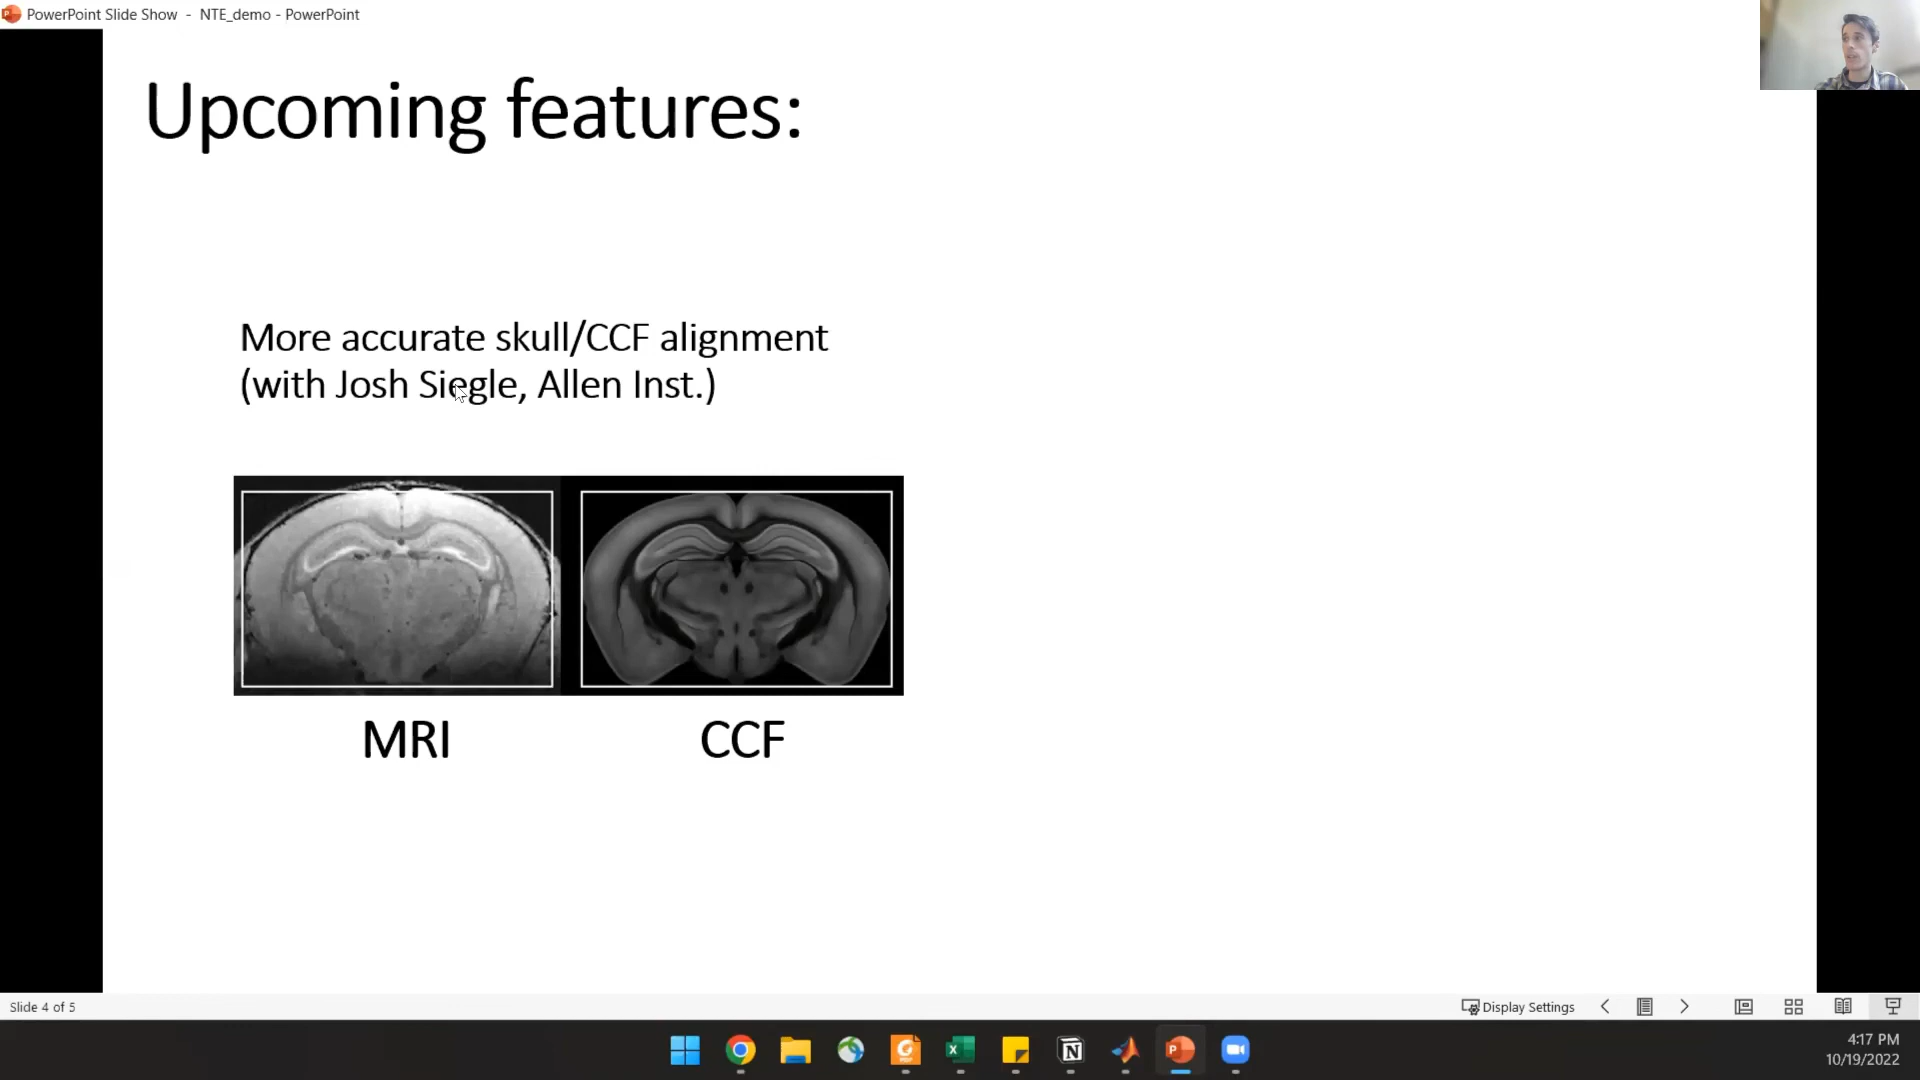 PowerPoint Slide Show - NTE_demo - PowerPoint
Upcoming features:
More accurate skull/CCF alignment
(with Josh Siegle, Allen Inst.)
MRI
CCF
Slide 4 of 5
Display Settings
4:17 PM
10/19/2022